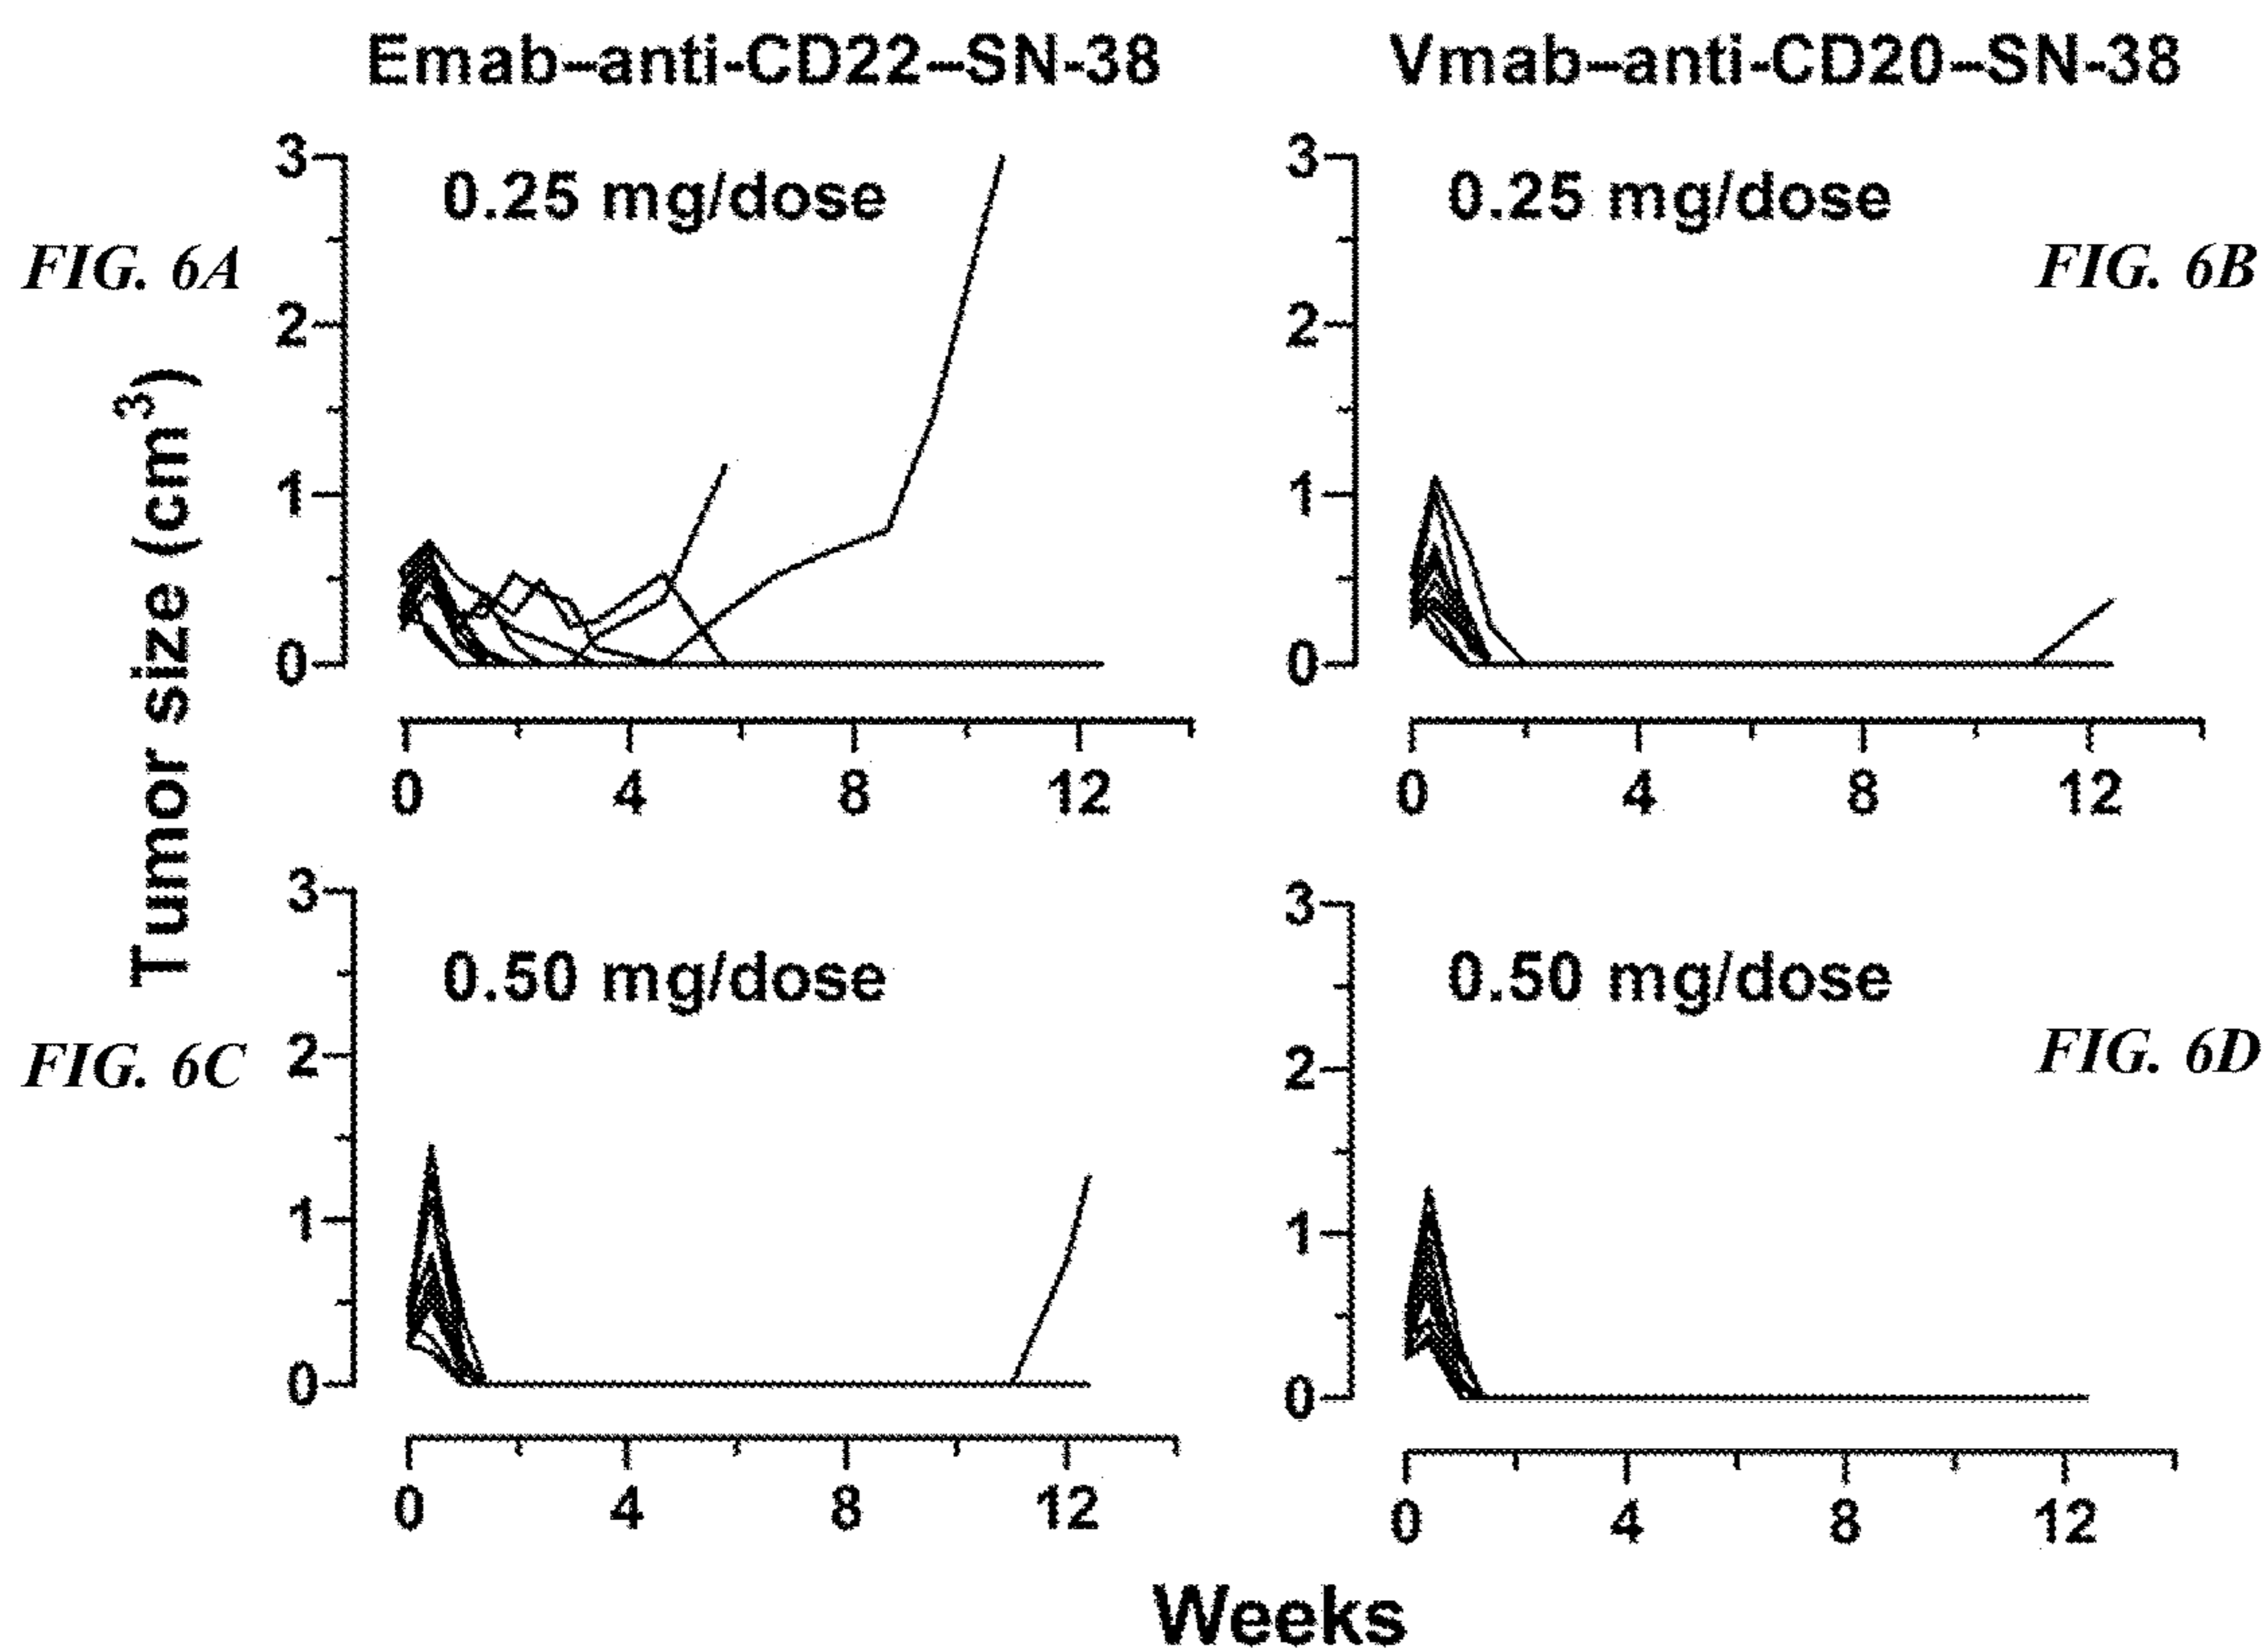 Emab–anti-CD22–SN-38
Vmab–anti-CD20–SN-38
3
0.25 mg/dose
3
0.25 mg/dose
FIG. 6A
FIG. 6B
2
2
Tumor size (cm³)
1
1
0
0
0 4 8 12
0 4 8 12
3
3
0.50 mg/dose
0.50 mg/dose
FIG. 6C
2
2
FIG. 6D
1
1
0
0
0 4 8 12
0 4 8 12
Weeks